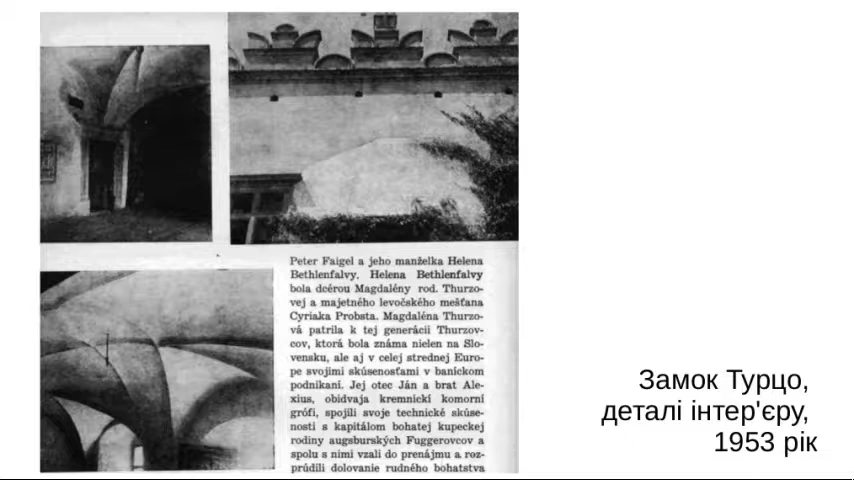 Peter Faigel a jeho manželka Helena
Bethlenfalvy. Helena Bethlenfalvy
bola dcérou Magdalény rod. Thurzo-
vej a majetného levočského mešťana
Cyriaka Probsta. Magdaléna Thurzo-
vá patrila k tej generácii Thurzov-
cov, ktorá bola známa nielen na Slo-
vensku, ale aj v celej strednej Euro-
pe svojimi skúsenosťami v baníckom
podnikaní. Jej otec Ján a brat Ale-
xius, obidvaja kremnickí komorní
grófi, spojili svoje technické skúse-
nosti s kapitálom bohatej kupeckej
rodiny augsburských Fuggerovcov a
spolu s nimi vzali do prenájmu a roz-
prúdili dolovanie rudného bohatstva
Замок Турцо,
деталі інтер'єру,
1953 рік